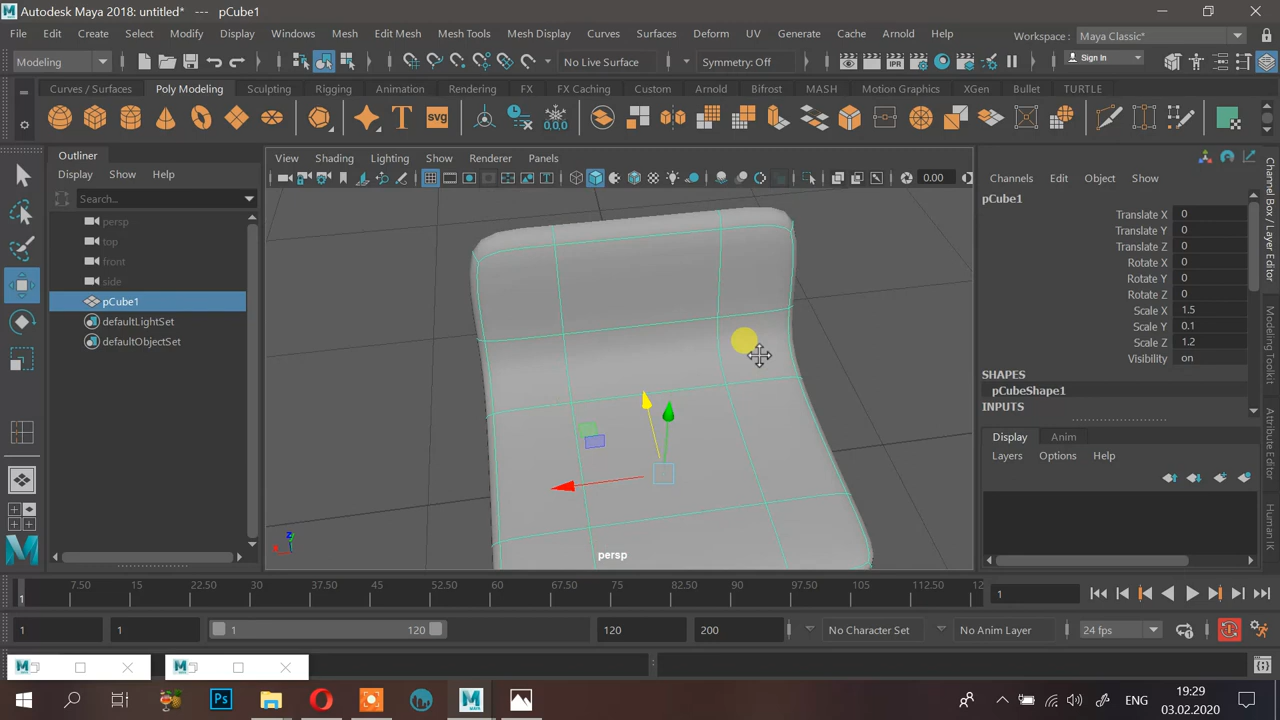 Autodesk Maya 2018: untitled* --- pCube1
File Edit Create Select Modify Display Windows Mesh Edit Mesh Mesh Tools Mesh Display Curves Surfaces Deform UV Generate Cache Arnold Help Workspace : Maya Classic*
Modeling No Live Surface Symmetry: Off Sign In
Curves / Surfaces Poly Modeling Sculpting Rigging Animation Rendering FX FX Caching Custom Arnold Bifrost MASH Motion Graphics XGen Bullet TURTLE
T SVG 0,0,0
Outliner
Display Show Help
Search...
persp
top
front
side
pCube1
defaultLightSet
defaultObjectSet
View Shading Lighting Show Renderer Panels
0.00
persp
Channels Edit Object Show
pCube1
Translate X 0
Translate Y 0
Translate Z 0
Rotate X 0
Rotate Y 0
Rotate Z 0
Scale X 1.5
Scale Y 0.1
Scale Z 1.2
Visibility on
SHAPES
pCubeShape1
INPUTS
Display Anim
Layers Options Help
Channel Box / Layer Editor
Modeling Toolkit
Attribute Editor
Human IK
1 7.50 15 22.50 30 37.50 45 52.50 60 67.50 75 82.50 90 97.50 105 112.50 12
1
1 1 1 120 120 200 No Character Set No Anim Layer 24 fps
Ps ENG 19:29
03.02.2020